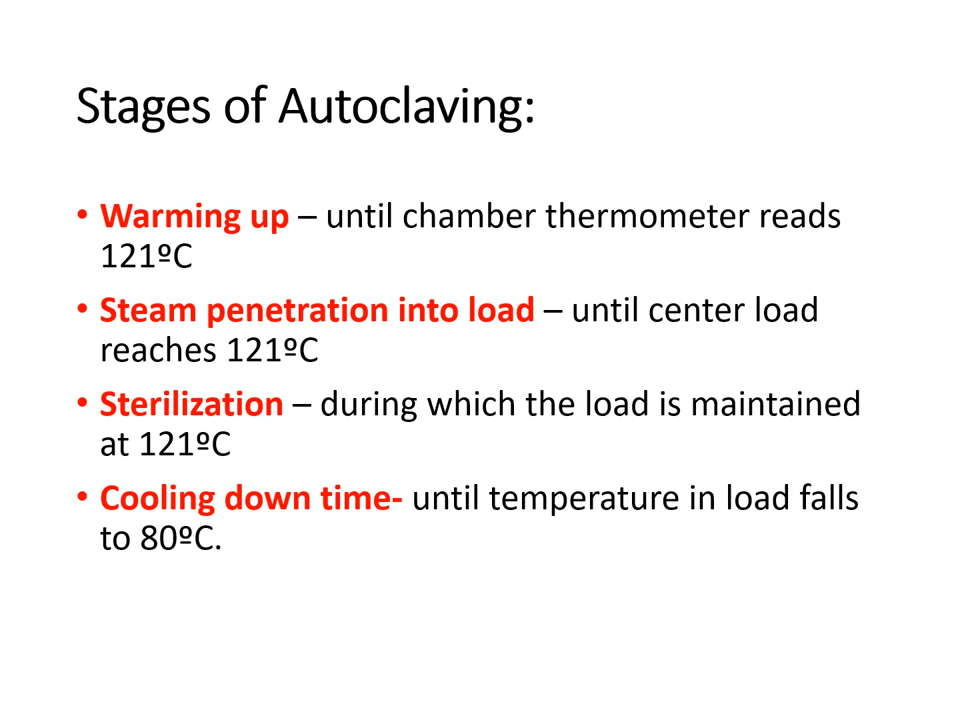 Stages of Autoclaving:
• Warming up – until chamber thermometer reads
121ºC
• Steam penetration into load – until center load
reaches 121ºC
• Sterilization – during which the load is maintained
at 121ºC
• Cooling down time- until temperature in load falls
to 80ºC.